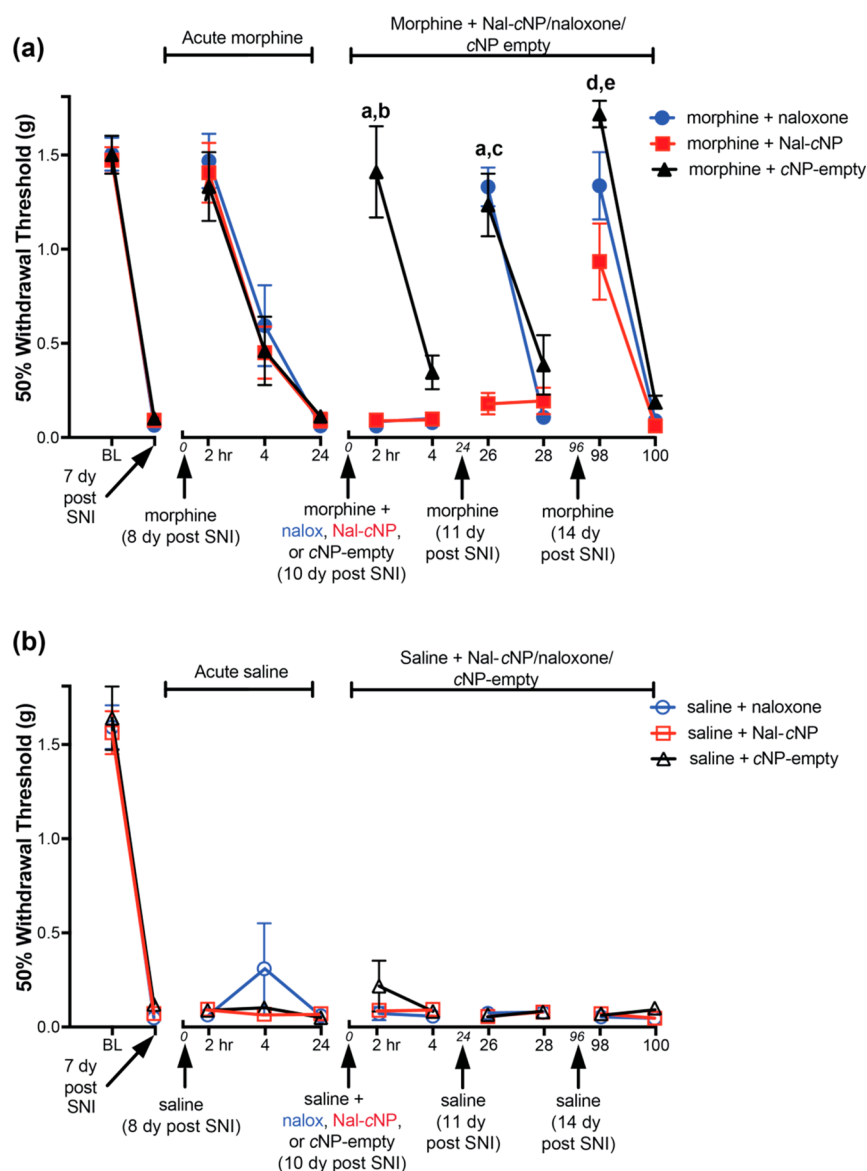 (a)
Acute morphine
Morphine + Nal-cNP/naloxone/
cNP empty
50% Withdrawal Threshold (g)
1.5
1.0
0.5
0.0
a,b
a,c
d,e
morphine + naloxone
morphine + Nal-cNP
morphine + cNP-empty
BL
0
2 hr
4
24
0
2 hr
4
24
26
28
96
98
100
7 dy
post
SNI
morphine
(8 dy post SNI)
morphine +
nalox, Nal-cNP,
or cNP-empty
(10 dy post SNI)
morphine
(11 dy
post SNI)
morphine
(14 dy
post SNI)
(b)
Acute saline
Saline + Nal-cNP/naloxone/
cNP-empty
50% Withdrawal Threshold (g)
1.5
1.0
0.5
0.0
saline + naloxone
saline + Nal-cNP
saline + cNP-empty
BL
0
2 hr
4
24
0
2 hr
4
24
26
28
96
98
100
7 dy
post
SNI
saline
(8 dy post SNI)
saline +
nalox, Nal-cNP,
or cNP-empty
(10 dy post SNI)
saline
(11 dy
post SNI)
saline
(14 dy
post SNI)